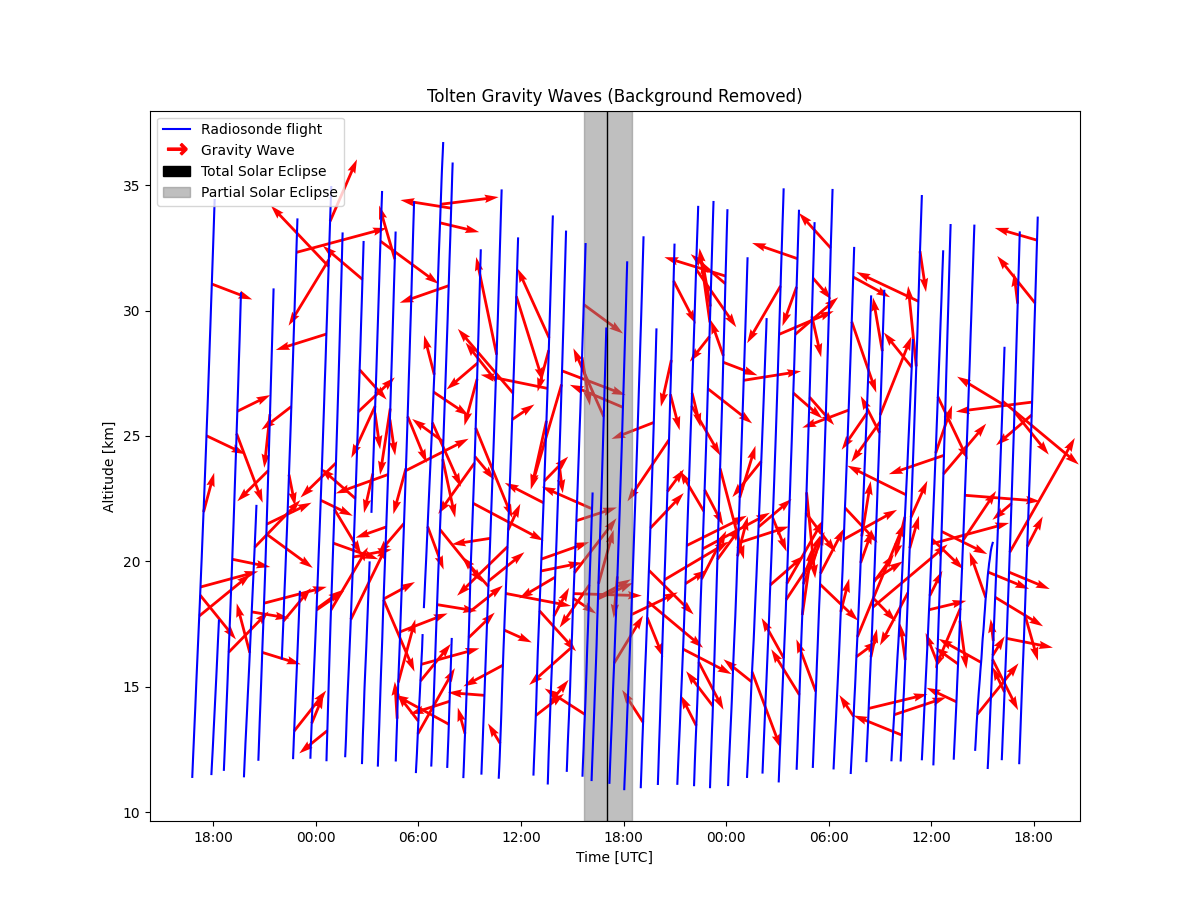 Tolten Gravity Waves (Background Removed)
Radiosonde flight
Gravity Wave
Total Solar Eclipse
Partial Solar Eclipse
35
30
25
20
15
10
Altitude [km]
18:00 00:00 06:00 12:00 18:00 00:00 06:00 12:00 18:00
Time [UTC]